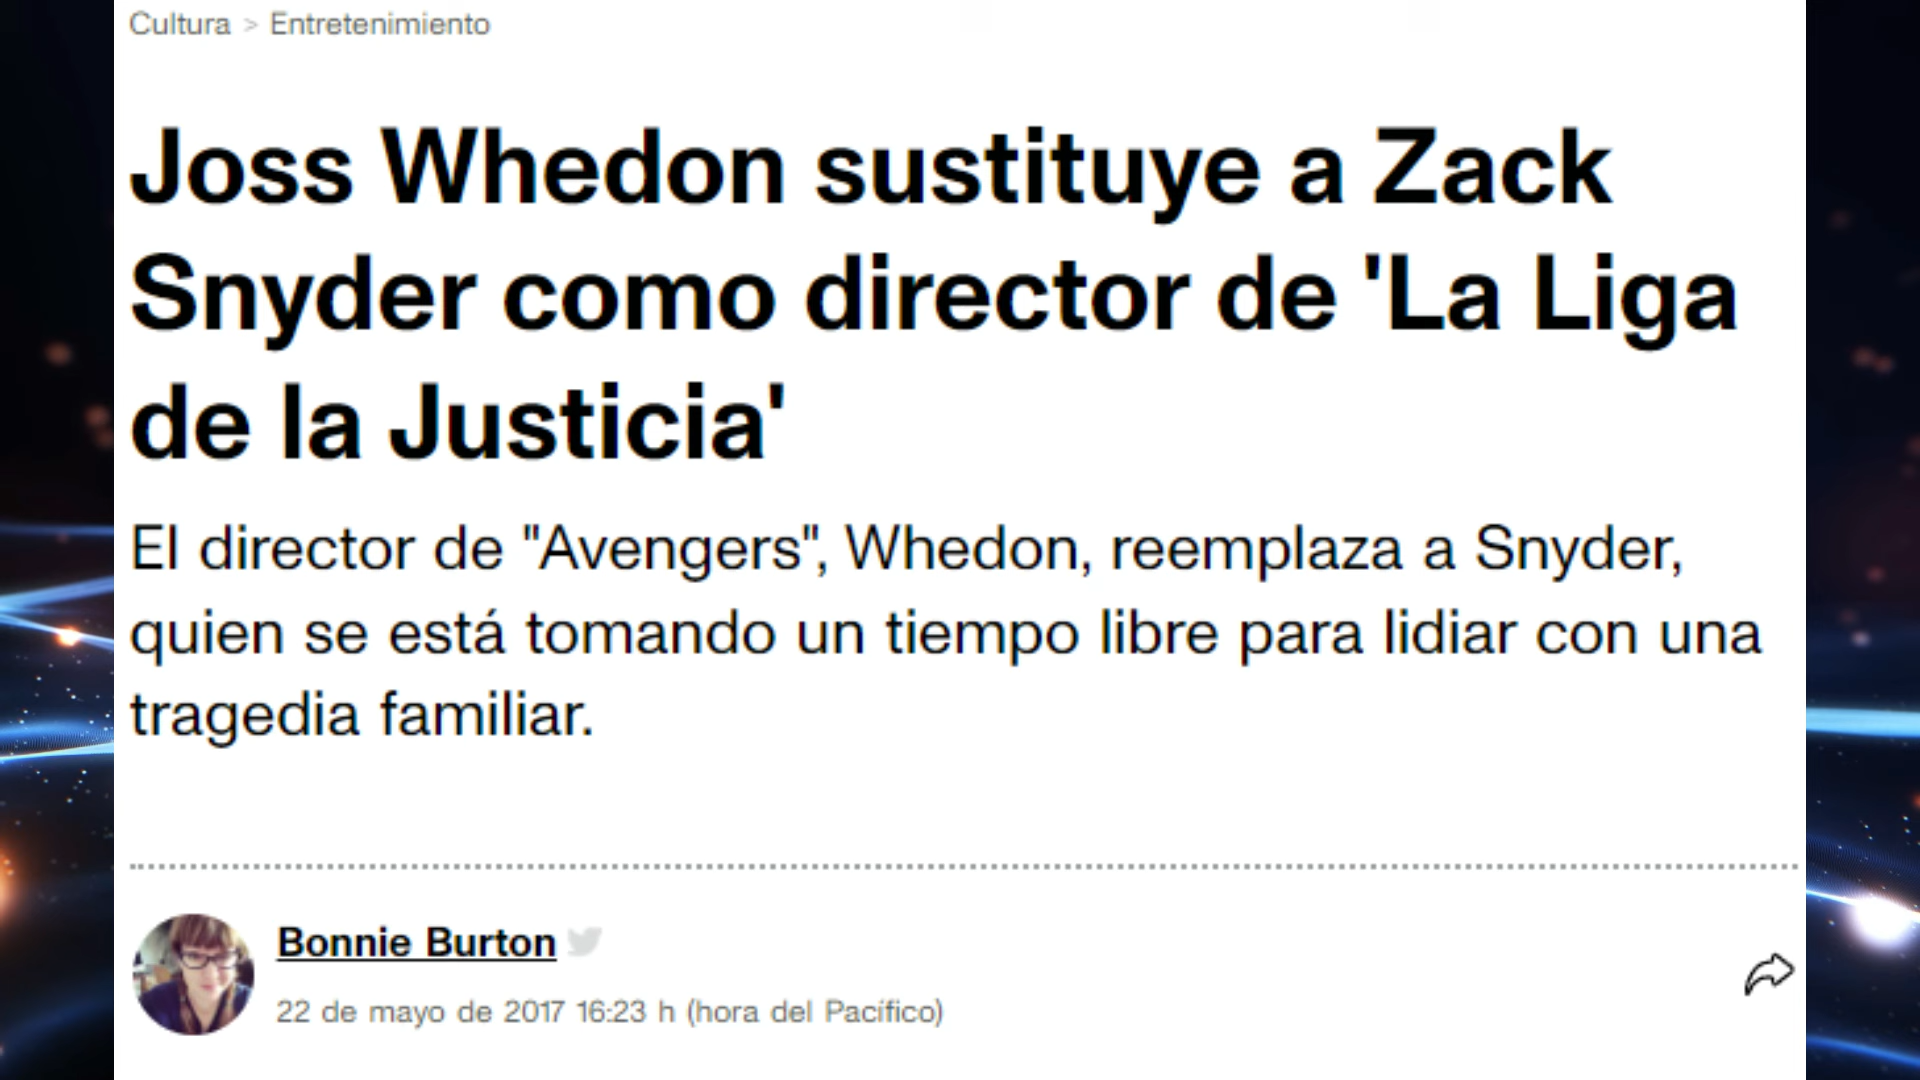 Cultura > Entretenimiento
Joss Whedon sustituye a Zack
Snyder como director de 'La Liga
de la Justicia'
El director de "Avengers", Whedon, reemplaza a Snyder,
quien se está tomando un tiempo libre para lidiar con una
tragedia familiar.
Bonnie Burton
22 de mayo de 2017 16:23 h (hora del Pacífico)